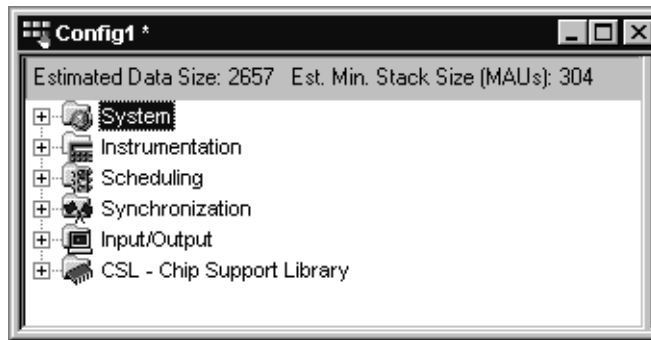 Config1 *
Estimated Data Size: 2657 Est. Min. Stack Size (MAUs): 304
System
Instrumentation
Scheduling
Synchronization
Input/Output
CSL - Chip Support Library